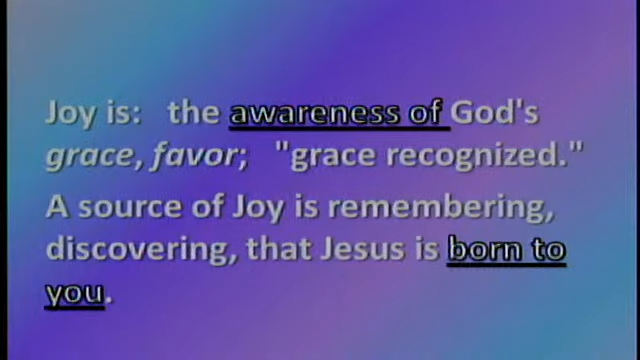 Joy is: the awareness of God's
grace, favor; "grace recognized."
A source of Joy is remembering,
discovering, that Jesus is born to
you.